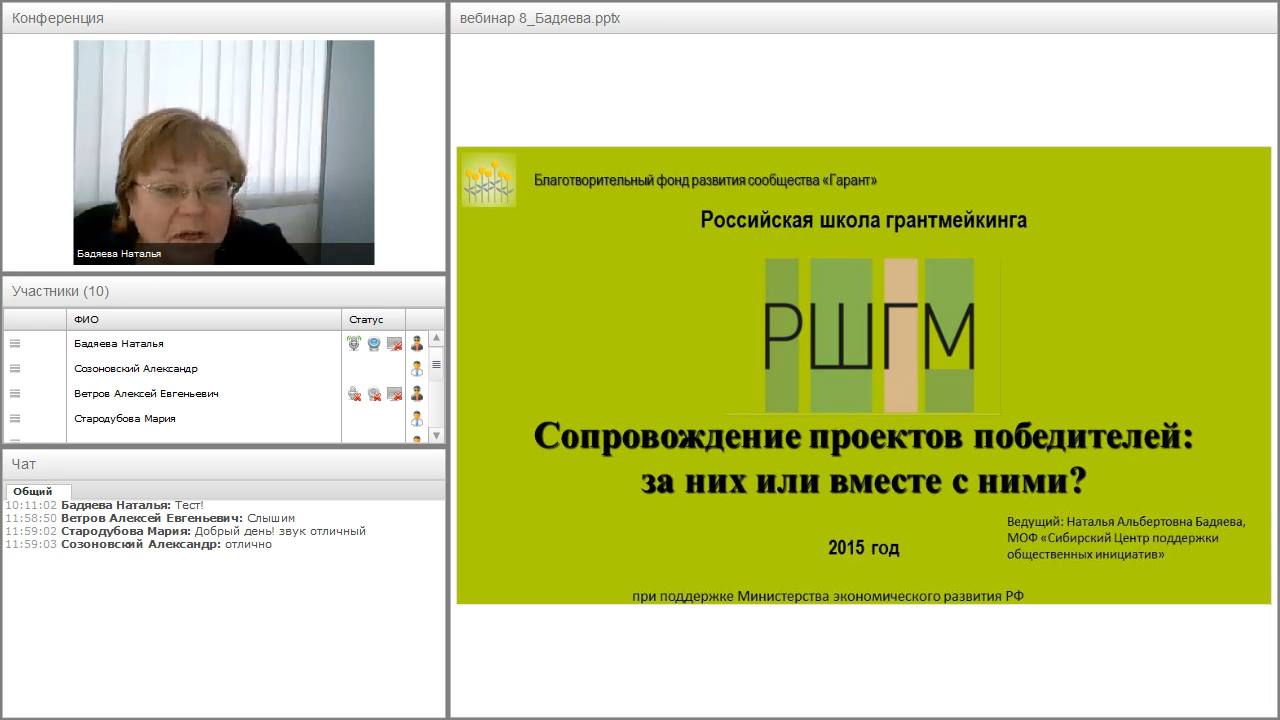 Конференция
Бадяева Наталья
Участники (10)
ФИО Статус
Бадяева Наталья
Созоновский Александр
Ветров Алексей Евгеньевич
Стародубова Мария
Чат
Общий
10:11:02 Бадяева Наталья: Тест!
11:58:50 Ветров Алексей Евгеньевич: Слышим
11:59:02 Стародубова Мария: Добрый день! звук отличный
11:59:03 Созоновский Александр: отлично
вебинар 8_Бадяева.pptx
Благотворительный фонд развития сообщества «Гарант»
Российская школа грантмейкинга
РШГМ
Сопровождение проектов победителей:
за них или вместе с ними?
Ведущий: Наталья Альбертовна Бадяева,
МОФ «Сибирский Центр поддержки
общественных инициатив»
2015 год
при поддержке Министерства экономического развития РФ